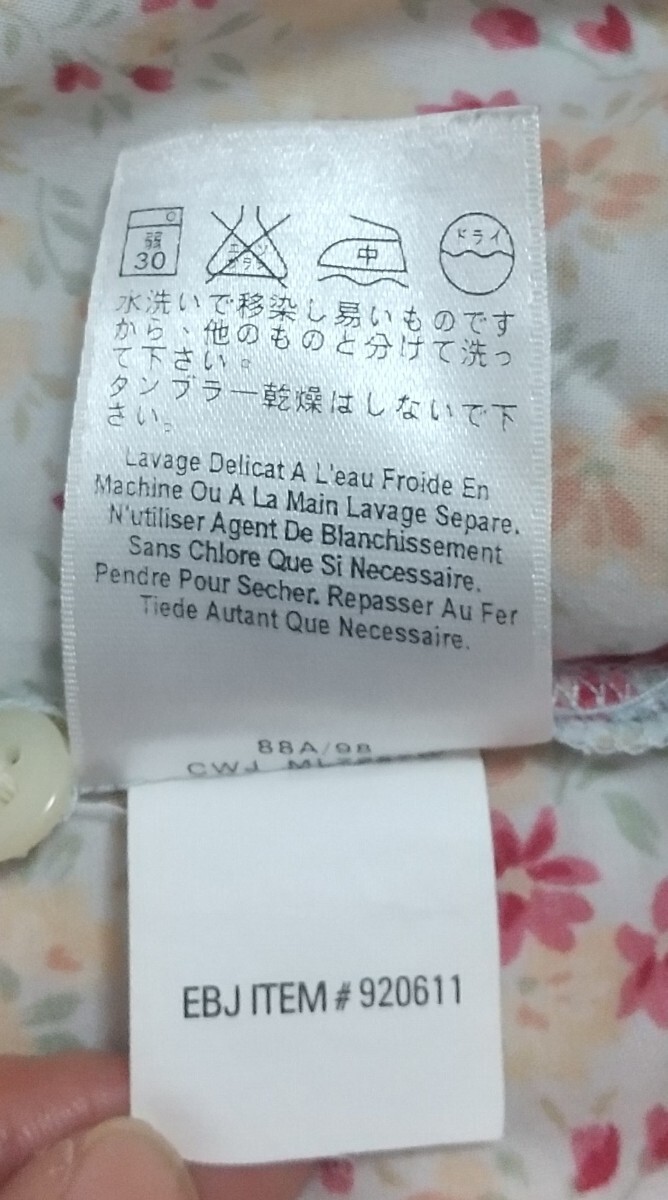 弱
30
エンソ
サラシ
中
ドライ
水洗いで移染し易いものです
から、他のものと分けて洗っ
て下さい。
タンブラー乾燥はしないで下
さい。
Lavage Delicat A L'eau Froide En
Machine Ou A La Main Lavage Separe.
N'utiliser Agent De Blanchissement
Sans Chlore Que Si Necessaire.
Pendre Pour Secher. Repasser Au Fer
Tiede Autant Que Necessaire.
88A/98
CWJ
EBJ ITEM # 920611